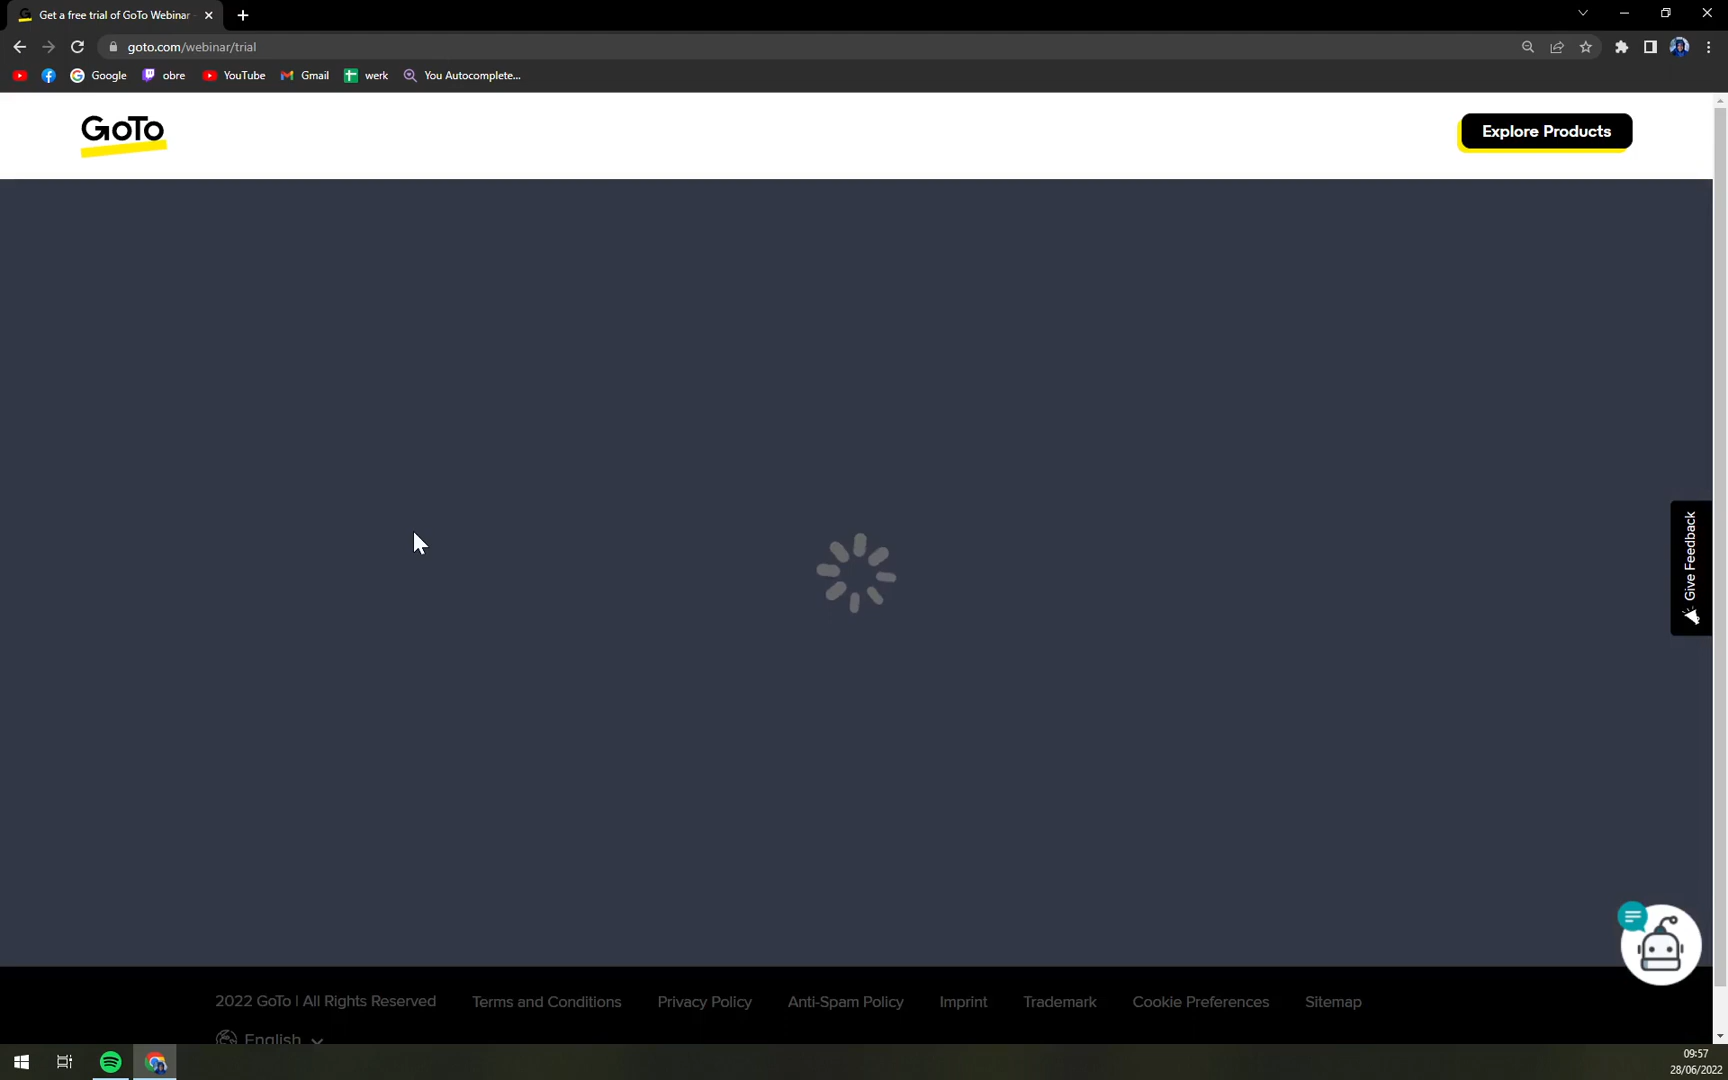 Get a free trial of GoTo Webinar
goto.com/webinar/trial
Google
obre
YouTube
Gmail
werk
You Autocomplete...
GoTo
Explore Products
Give Feedback
2022 GoTo | All Rights Reserved
Terms and Conditions
Privacy Policy
Anti-Spam Policy
Imprint
Trademark
Cookie Preferences
Sitemap
English
09:57
28/06/2022